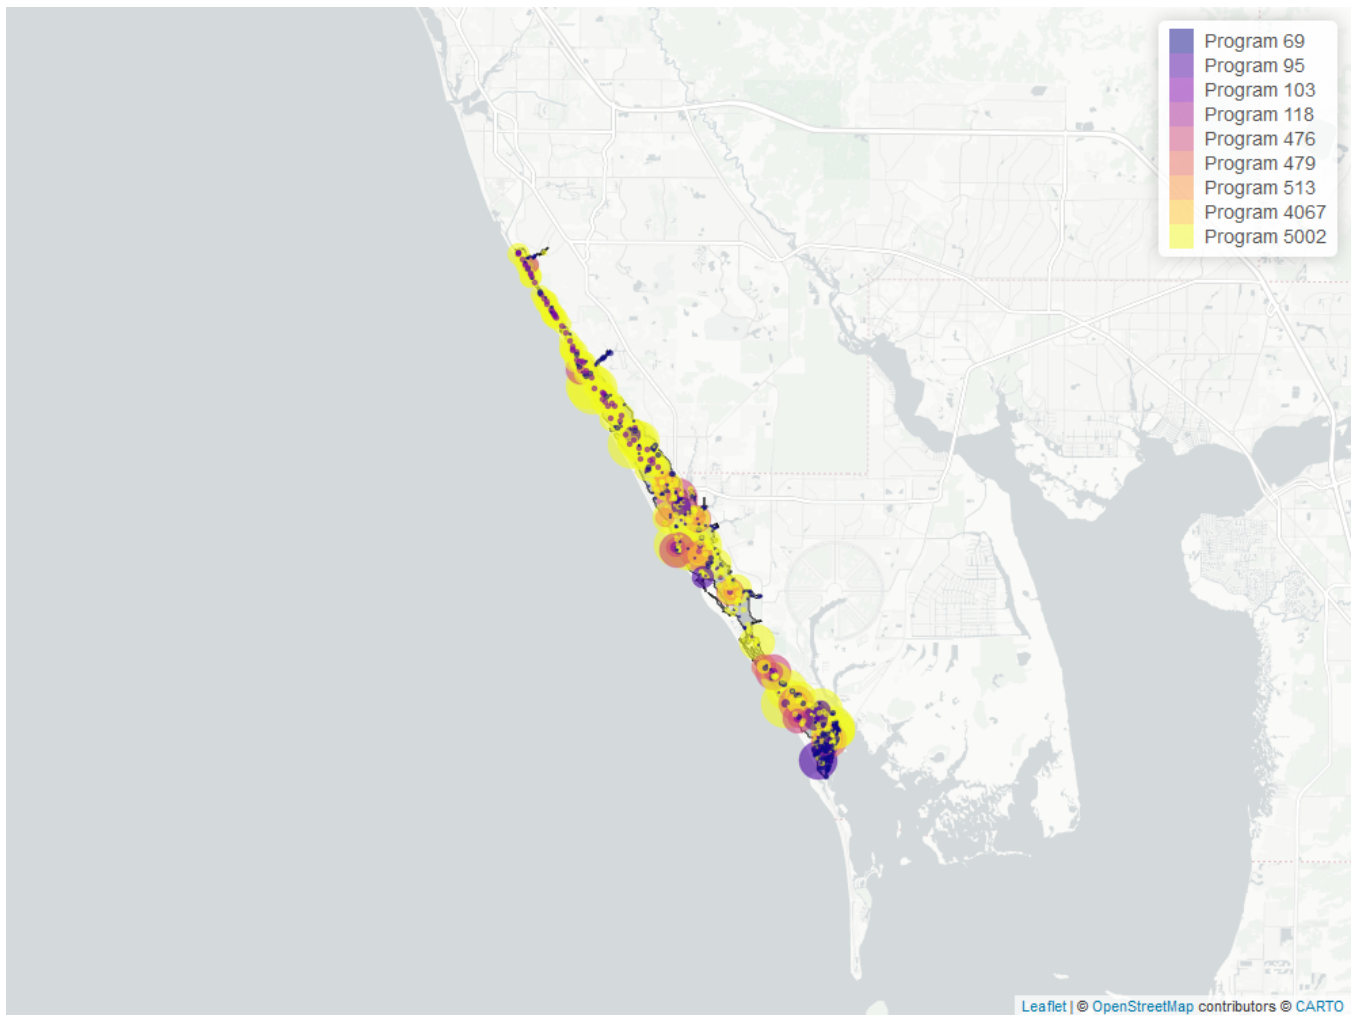 Program 69
Program 95
Program 103
Program 118
Program 476
Program 479
Program 513
Program 4067
Program 5002
Leaflet | © OpenStreetMap contributors © CARTO